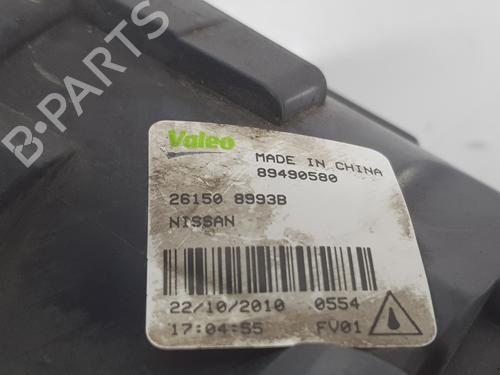 B-PARTS
Valeo
MADE IN CHINA
89490580
26150 8993B
NISSAN
22/10/2010 0554
17:04:55 FV01